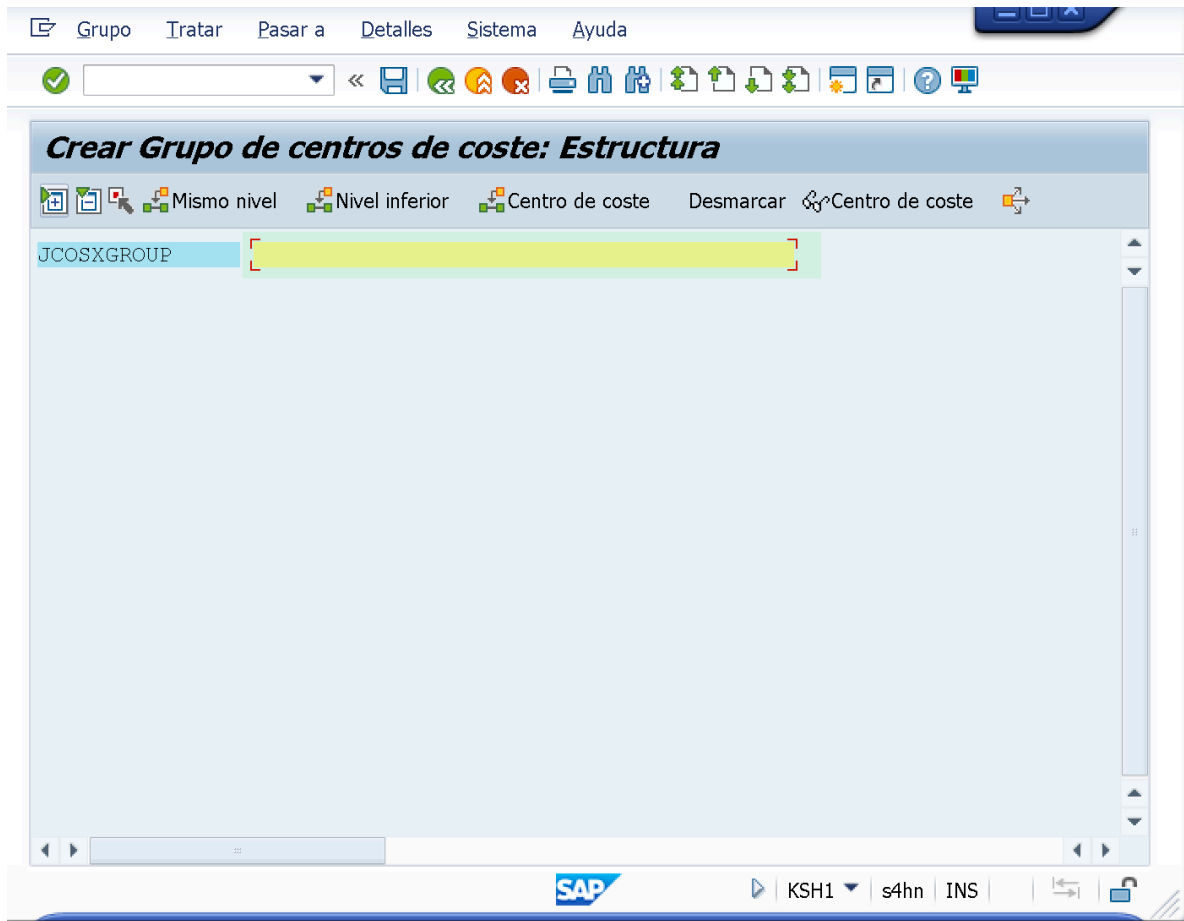 Grupo Tratar Pasar a Detalles Sistema Ayuda
Crear Grupo de centros de coste: Estructura
Mismo nivel Nivel inferior Centro de coste Desmarcar Centro de coste
JCOSXGROUP
SAP KSH1 s4hn INS